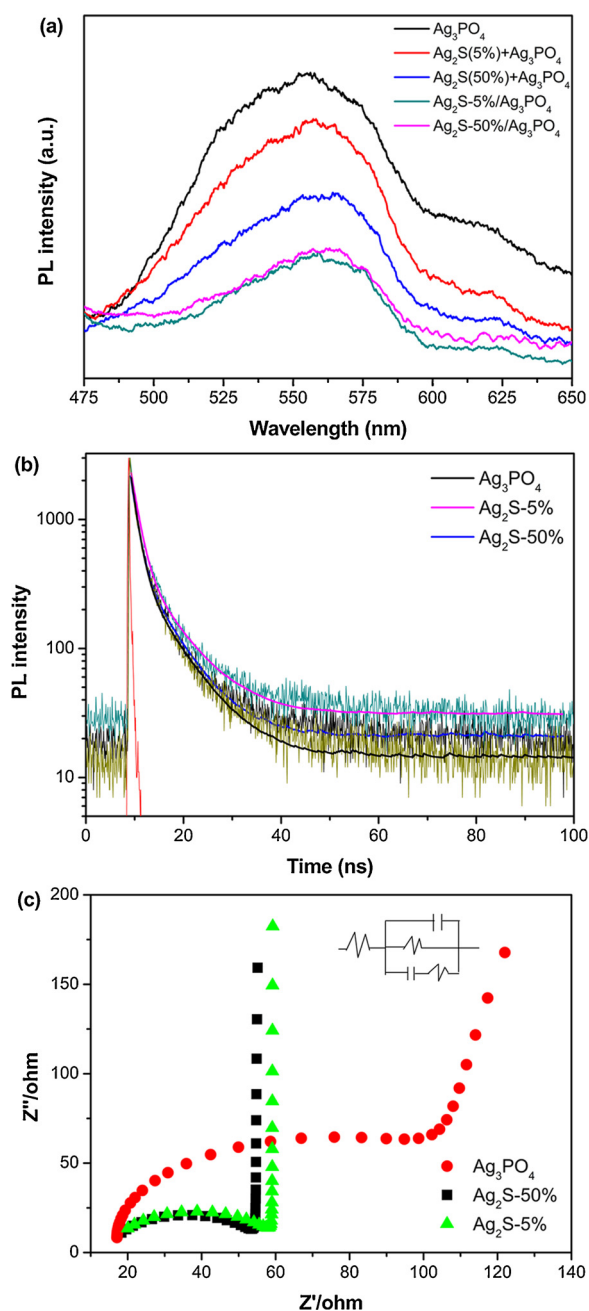 (a)
Ag₃PO₄
Ag₂S(5%)+Ag₃PO₄
Ag₂S(50%)+Ag₃PO₄
Ag₂S-5%/Ag₃PO₄
Ag₂S-50%/Ag₃PO₄
PL intensity (a.u.)
475 500 525 550 575 600 625 650
Wavelength (nm)
(b)
Ag₃PO₄
Ag₂S-5%
Ag₂S-50%
1000
100
10
PL intensity
0 20 40 60 80 100
Time (ns)
(c)
200
150
100
50
0
Z''/ohm
Ag₃PO₄
Ag₂S-50%
Ag₂S-5%
20 40 60 80 100 120 140
Z'/ohm